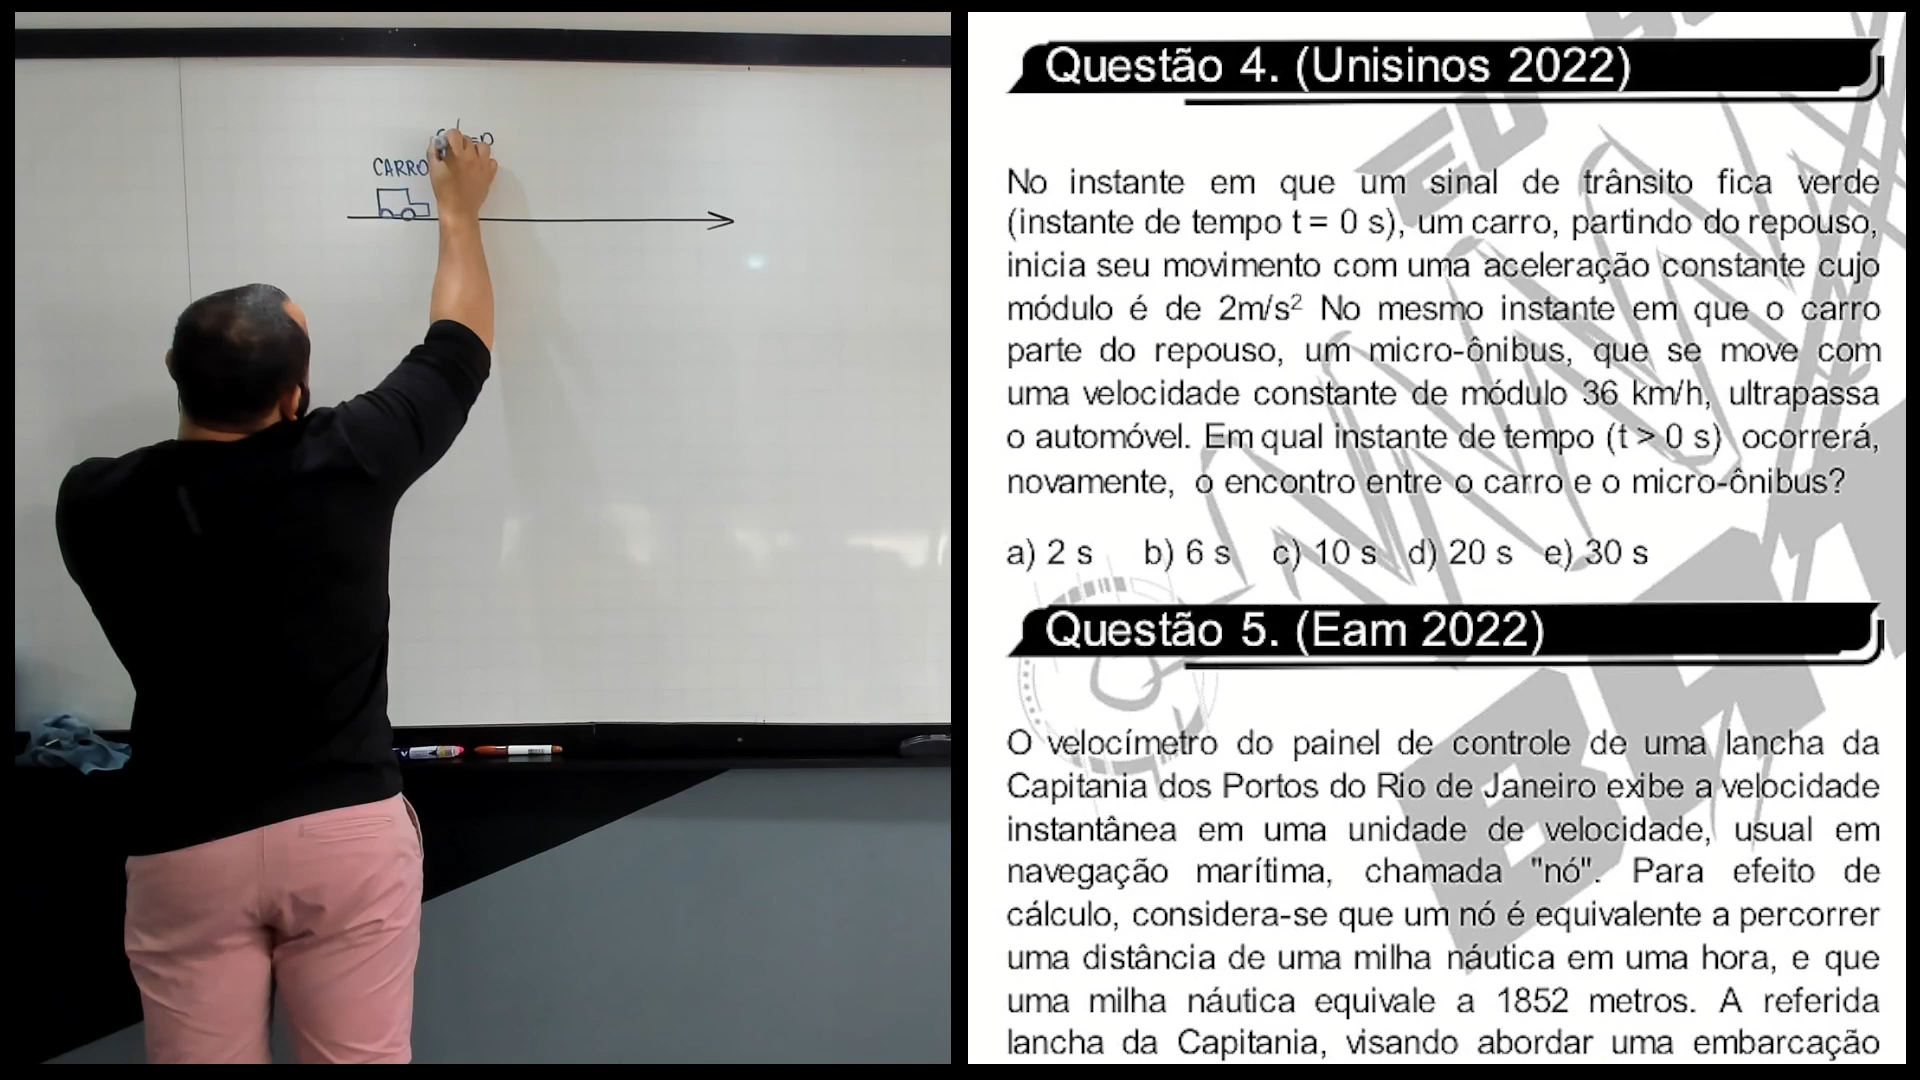 CARRO
Questão 4. (Unisinos 2022)
No instante em que um sinal de trânsito fica verde
(instante de tempo t = 0 s), um carro, partindo do repouso,
inicia seu movimento com uma aceleração constante cujo
módulo é de 2m/s² No mesmo instante em que o carro
parte do repouso, um micro-ônibus, que se move com
uma velocidade constante de módulo 36 km/h, ultrapassa
o automóvel. Em qual instante de tempo (t > 0 s) ocorrerá,
novamente, o encontro entre o carro e o micro-ônibus?
a) 2 s b) 6 s c) 10 s d) 20 s e) 30 s
Questão 5. (Eam 2022)
O velocímetro do painel de controle de uma lancha da
Capitania dos Portos do Rio de Janeiro exibe a velocidade
instantânea em uma unidade de velocidade, usual em
navegação marítima, chamada "nó". Para efeito de
cálculo, considera-se que um nó é equivalente a percorrer
uma distância de uma milha náutica em uma hora, e que
uma milha náutica equivale a 1852 metros. A referida
lancha da Capitania, visando abordar uma embarcação